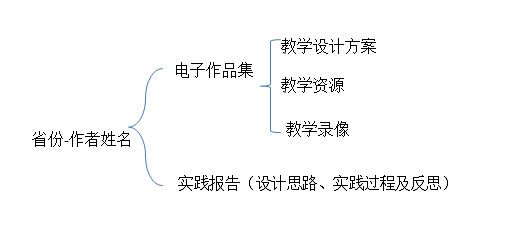 教学设计方案
电子作品集
教学资源
教学录像
省份-作者姓名
实践报告（设计思路、实践过程及反思）